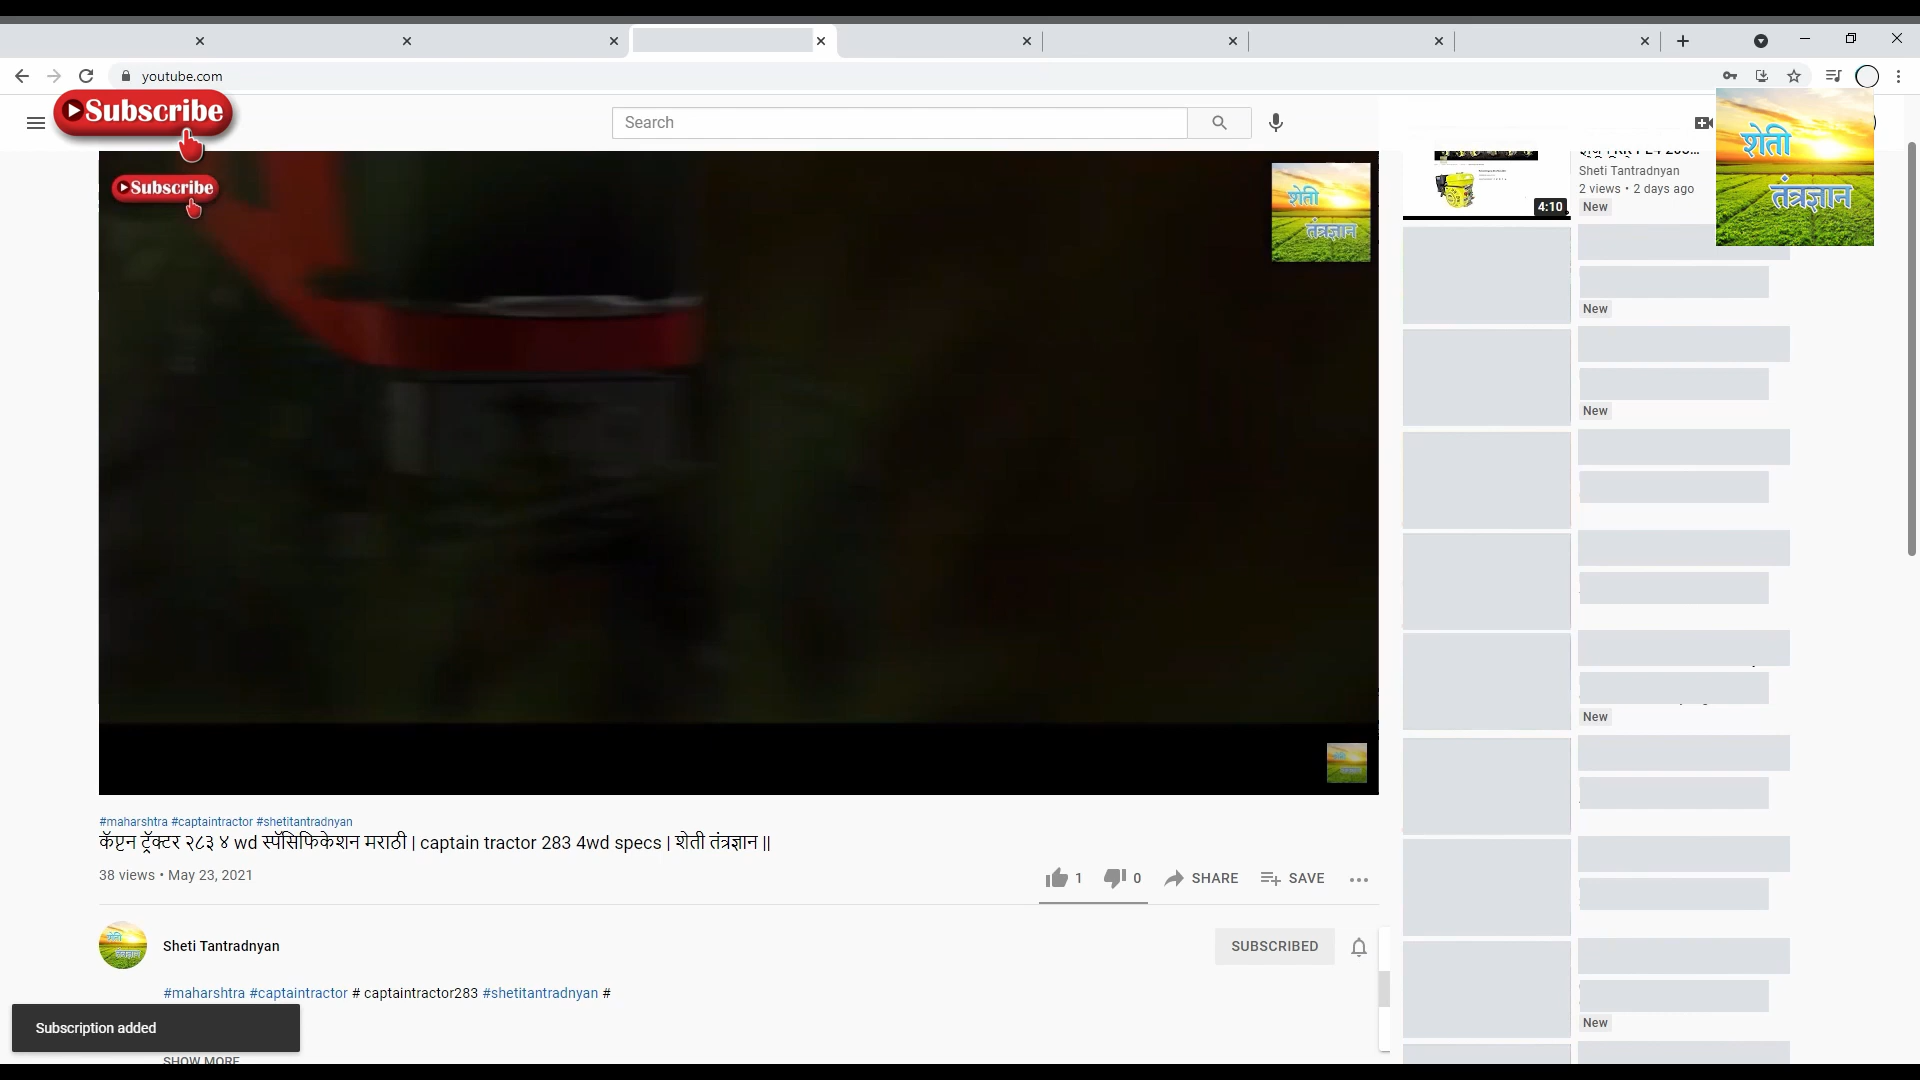 youtube.com
Subscribe
Search
Subscribe
शेती
तंत्रज्ञान
शेती
तंत्रज्ञान
Sheti Tantradnyan
2 views • 2 days ago
4:10
New
New
New
New
New
#maharshtra #captaintractor #shetitantradnyan
कॅप्टन ट्रॅक्टर २८३ ४ wd स्पॅसिफिकेशन मराठी | captain tractor 283 4wd specs | शेती तंत्रज्ञान ||
38 views • May 23, 2021
1
0
SHARE
SAVE
Sheti Tantradnyan
SUBSCRIBED
#maharshtra #captaintractor # captaintractor283 #shetitantradnyan #
Subscription added
SHOW MORE